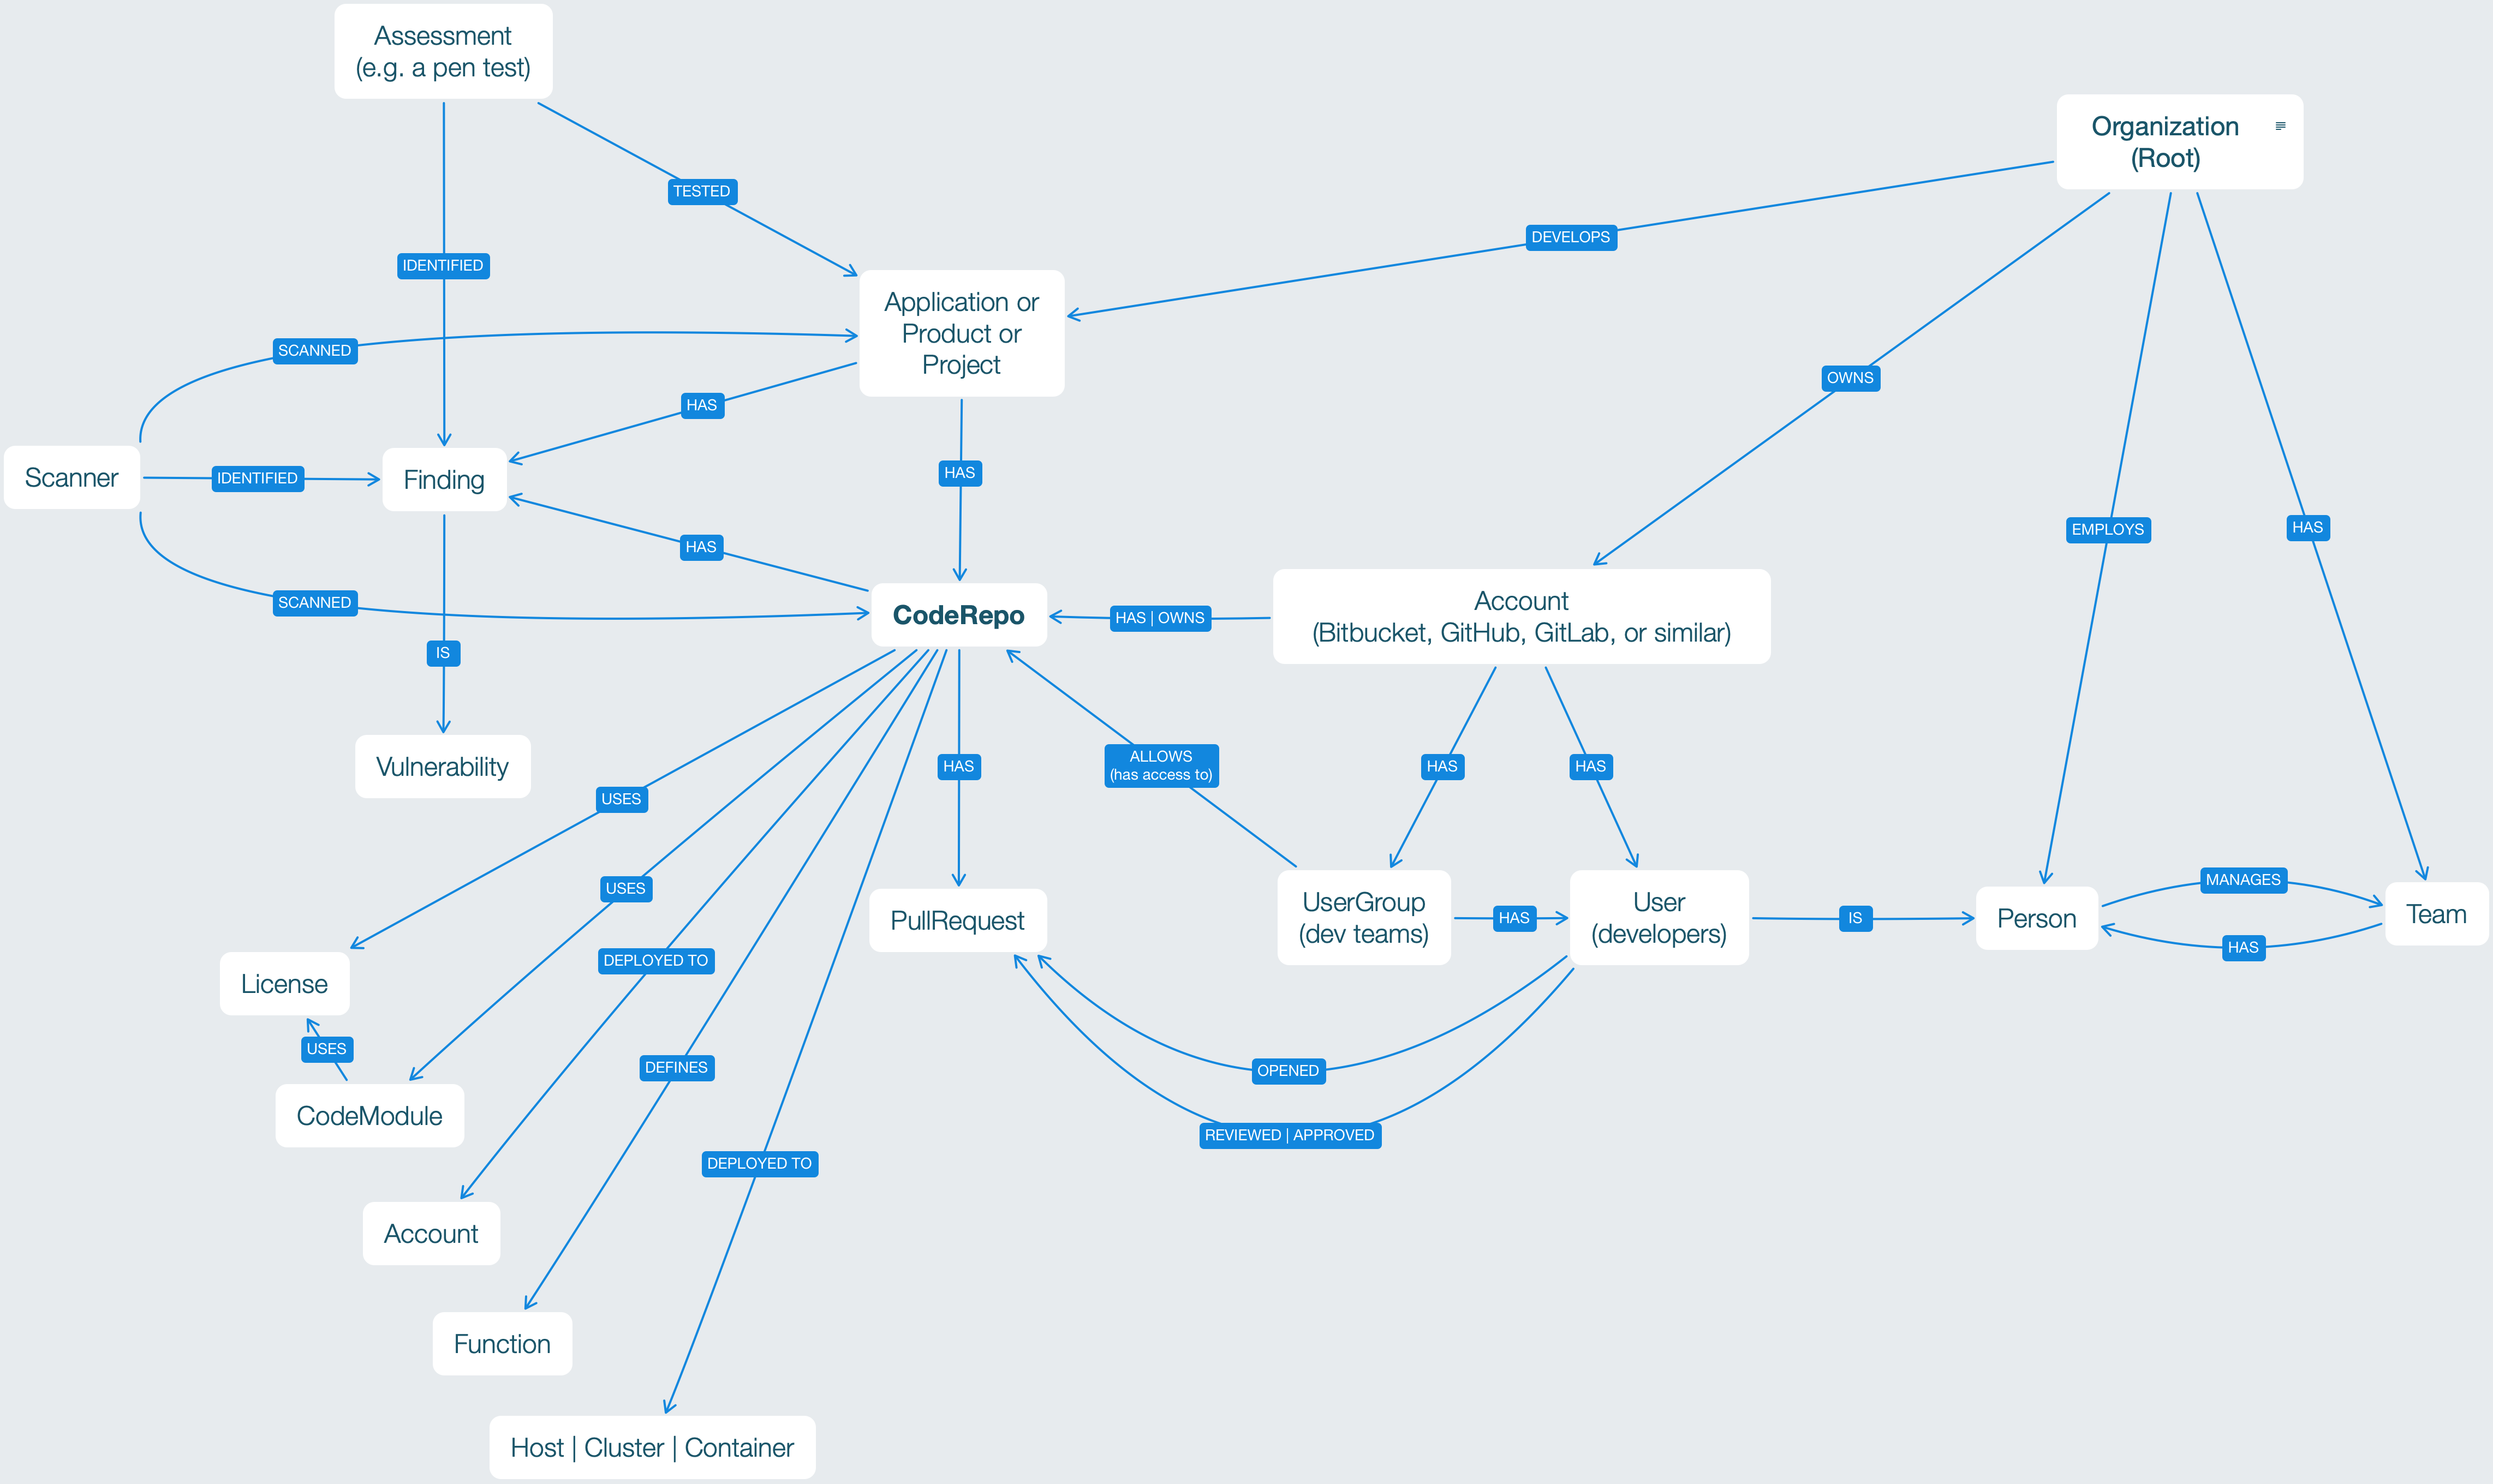 Assessment
(e.g. a pen test)
Organization
(Root)
TESTED
DEVELOPS
IDENTIFIED
Application or
Product or
Project
SCANNED
OWNS
HAS
HAS
Scanner
IDENTIFIED
Finding
EMPLOYS
HAS
HAS
SCANNED
CodeRepo
HAS | OWNS
Account
(Bitbucket, GitHub, GitLab, or similar)
IS
Vulnerability
HAS
ALLOWS
(has access to)
HAS
HAS
USES
USES
PullRequest
UserGroup
(dev teams)
HAS
User
(developers)
IS
Person
MANAGES
HAS
Team
DEPLOYED TO
License
USES
DEFINES
OPENED
CodeModule
REVIEWED | APPROVED
DEPLOYED TO
Account
Function
Host | Cluster | Container